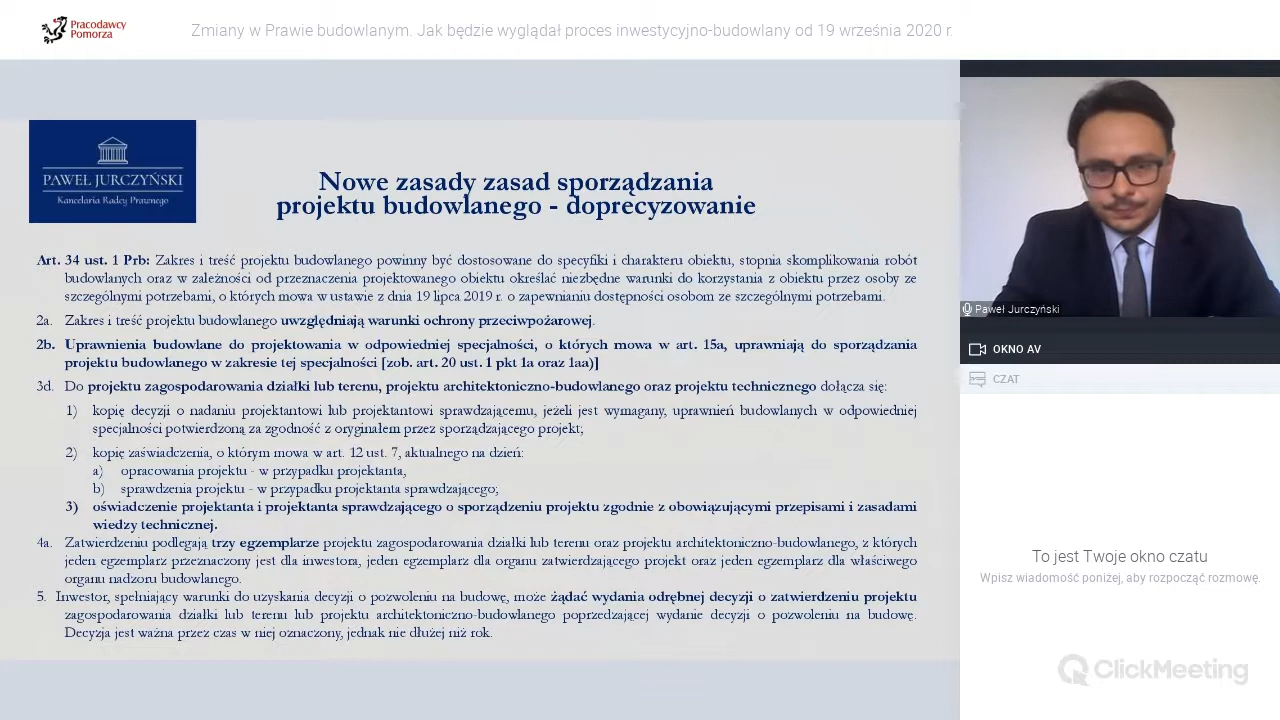 Pracodawcy
Pomorza
Zmiany w Prawie budowlanym. Jak będzie wyglądał proces inwestycyjno-budowlany od 19 września 2020 r.
PAWEŁ JURCZYŃSKI
Kancelaria Radcy Prawnego
Nowe zasady zasad sporządzania
projektu budowlanego - doprecyzowanie
Art. 34 ust. 1 Prb: Zakres i treść projektu budowlanego powinny być dostosowane do specyfiki i charakteru obiektu, stopnia skomplikowania robót
budowlanych oraz w zależności od przeznaczenia projektowanego obiektu określać niezbędne warunki do korzystania z obiektu przez osoby ze
szczególnymi potrzebami, o których mowa w ustawie z dnia 19 lipca 2019 r. o zapewnianiu dostępności osobom ze szczególnymi potrzebami.
2a. Zakres i treść projektu budowlanego uwzględniają warunki ochrony przeciwpożarowej.
2b. Uprawnienia budowlane do projektowania w odpowiedniej specjalności, o których mowa w art. 15a, uprawniają do sporządzania
projektu budowlanego w zakresie tej specjalności [zob. art. 20 ust. 1 pkt 1a oraz 1aa)]
3d. Do projektu zagospodarowania działki lub terenu, projektu architektoniczno-budowlanego oraz projektu technicznego dołącza się:
1) kopię decyzji o nadaniu projektantowi lub projektantowi sprawdzającemu, jeżeli jest wymagany, uprawnień budowlanych w odpowiedniej
specjalności potwierdzoną za zgodność z oryginałem przez sporządzającego projekt;
2) kopię zaświadczenia, o którym mowa w art. 12 ust. 7, aktualnego na dzień:
a) opracowania projektu - w przypadku projektanta,
b) sprawdzenia projektu - w przypadku projektanta sprawdzającego;
3) oświadczenie projektanta i projektanta sprawdzającego o sporządzeniu projektu zgodnie z obowiązującymi przepisami i zasadami
wiedzy technicznej.
4a. Zatwierdzeniu podlegają trzy egzemplarze projektu zagospodarowania działki lub terenu oraz projektu architektoniczno-budowlanego, z których
jeden egzemplarz przeznaczony jest dla inwestora, jeden egzemplarz dla organu zatwierdzającego projekt oraz jeden egzemplarz dla właściwego
organu nadzoru budowlanego.
5. Inwestor, spełniający warunki do uzyskania decyzji o pozwoleniu na budowę, może żądać wydania odrębnej decyzji o zatwierdzeniu projektu
zagospodarowania działki lub terenu lub projektu architektoniczno-budowlanego poprzedzającej wydanie decyzji o pozwoleniu na budowę.
Decyzja jest ważna przez czas w niej oznaczony, jednak nie dłużej niż rok.
Paweł Jurczyński
OKNO AV
CZAT
To jest Twoje okno czatu
Wpisz wiadomość poniżej, aby rozpocząć rozmowę.
ClickMeeting